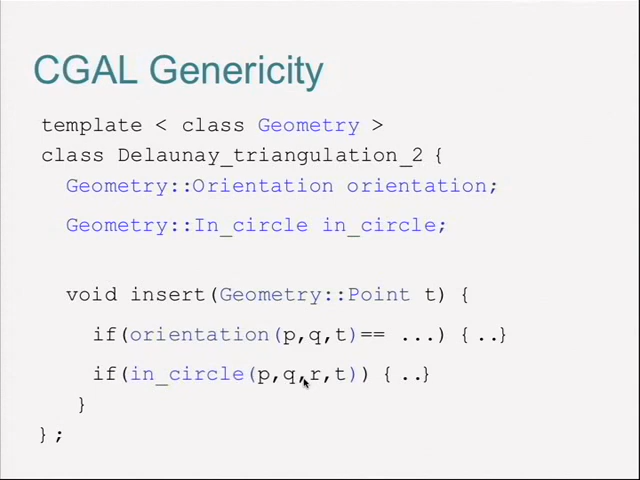 CGAL Genericity
template < class Geometry >
class Delaunay_triangulation_2 {
Geometry::Orientation orientation;
Geometry::In_circle in_circle;
void insert(Geometry::Point t) {
if(orientation(p,q,t)== ...) {..}
if(in_circle(p,q,r,t)) {..}
}
};